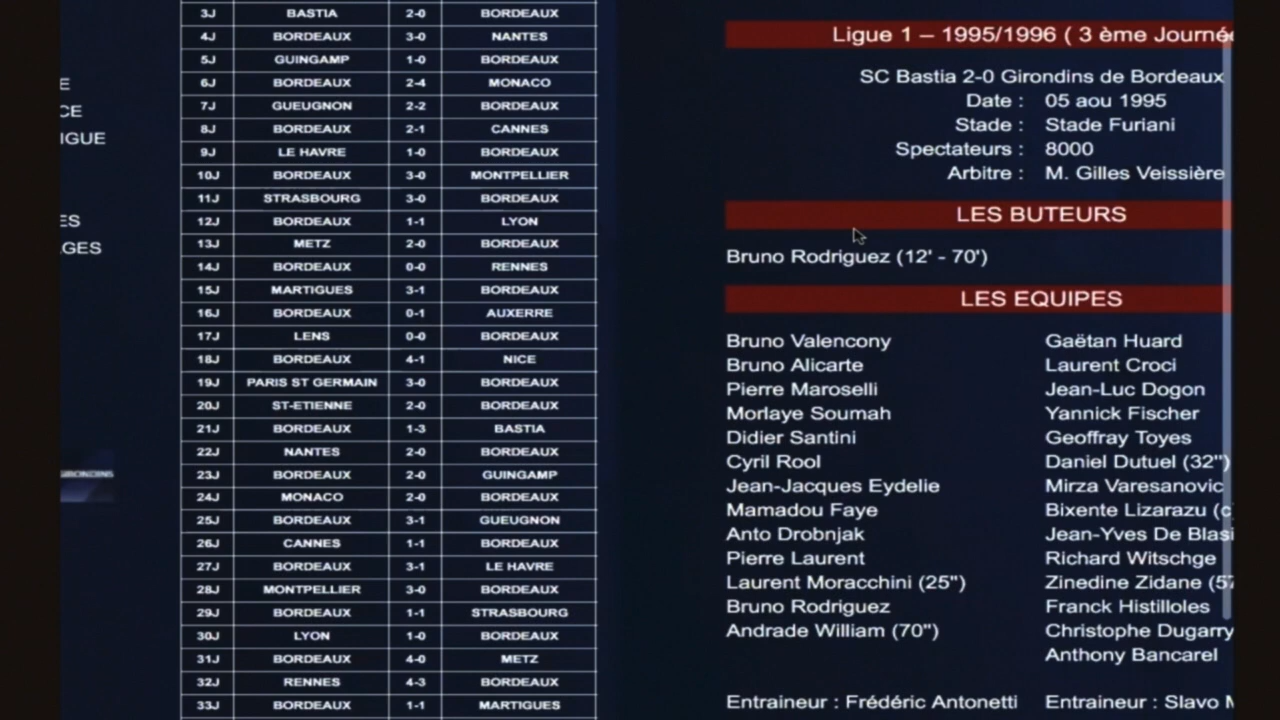 E
CE
IGUE
ES
GES
GIRONDINS
3J BASTIA 2-0 BORDEAUX
4J BORDEAUX 3-0 NANTES
5J GUINGAMP 1-0 BORDEAUX
6J BORDEAUX 2-4 MONACO
7J GUEUGNON 2-2 BORDEAUX
8J BORDEAUX 2-1 CANNES
9J LE HAVRE 1-0 BORDEAUX
10J BORDEAUX 3-0 MONTPELLIER
11J STRASBOURG 3-0 BORDEAUX
12J BORDEAUX 1-1 LYON
13J METZ 2-0 BORDEAUX
14J BORDEAUX 0-0 RENNES
15J MARTIGUES 3-1 BORDEAUX
16J BORDEAUX 0-1 AUXERRE
17J LENS 0-0 BORDEAUX
18J BORDEAUX 4-1 NICE
19J PARIS ST GERMAIN 3-0 BORDEAUX
20J ST-ETIENNE 2-0 BORDEAUX
21J BORDEAUX 1-3 BASTIA
22J NANTES 2-0 BORDEAUX
23J BORDEAUX 2-0 GUINGAMP
24J MONACO 2-0 BORDEAUX
25J BORDEAUX 3-1 GUEUGNON
26J CANNES 1-1 BORDEAUX
27J BORDEAUX 3-1 LE HAVRE
28J MONTPELLIER 3-0 BORDEAUX
29J BORDEAUX 1-1 STRASBOURG
30J LYON 1-0 BORDEAUX
31J BORDEAUX 4-0 METZ
32J RENNES 4-3 BORDEAUX
33J BORDEAUX 1-1 MARTIGUES
Ligue 1 – 1995/1996 ( 3 ème Journé
SC Bastia 2-0 Girondins de Bordeaux
Date : 05 aou 1995
Stade : Stade Furiani
Spectateurs : 8000
Arbitre : M. Gilles Veissière
LES BUTEURS
Bruno Rodriguez (12' - 70')
LES EQUIPES
Bruno Valencony Gaëtan Huard
Bruno Alicarte Laurent Croci
Pierre Maroselli Jean-Luc Dogon
Morlaye Soumah Yannick Fischer
Didier Santini Geoffray Toyes
Cyril Rool Daniel Dutuel (32'')
Jean-Jacques Eydelie Mirza Varesanovic
Mamadou Faye Bixente Lizarazu (c
Anto Drobnjak Jean-Yves De Blasi
Pierre Laurent Richard Witschge
Laurent Moracchini (25'') Zinedine Zidane (57
Bruno Rodriguez Franck Histilloles
Andrade William (70'') Christophe Dugarry
Anthony Bancarel
Entraineur : Frédéric Antonetti Entraineur : Slavo M